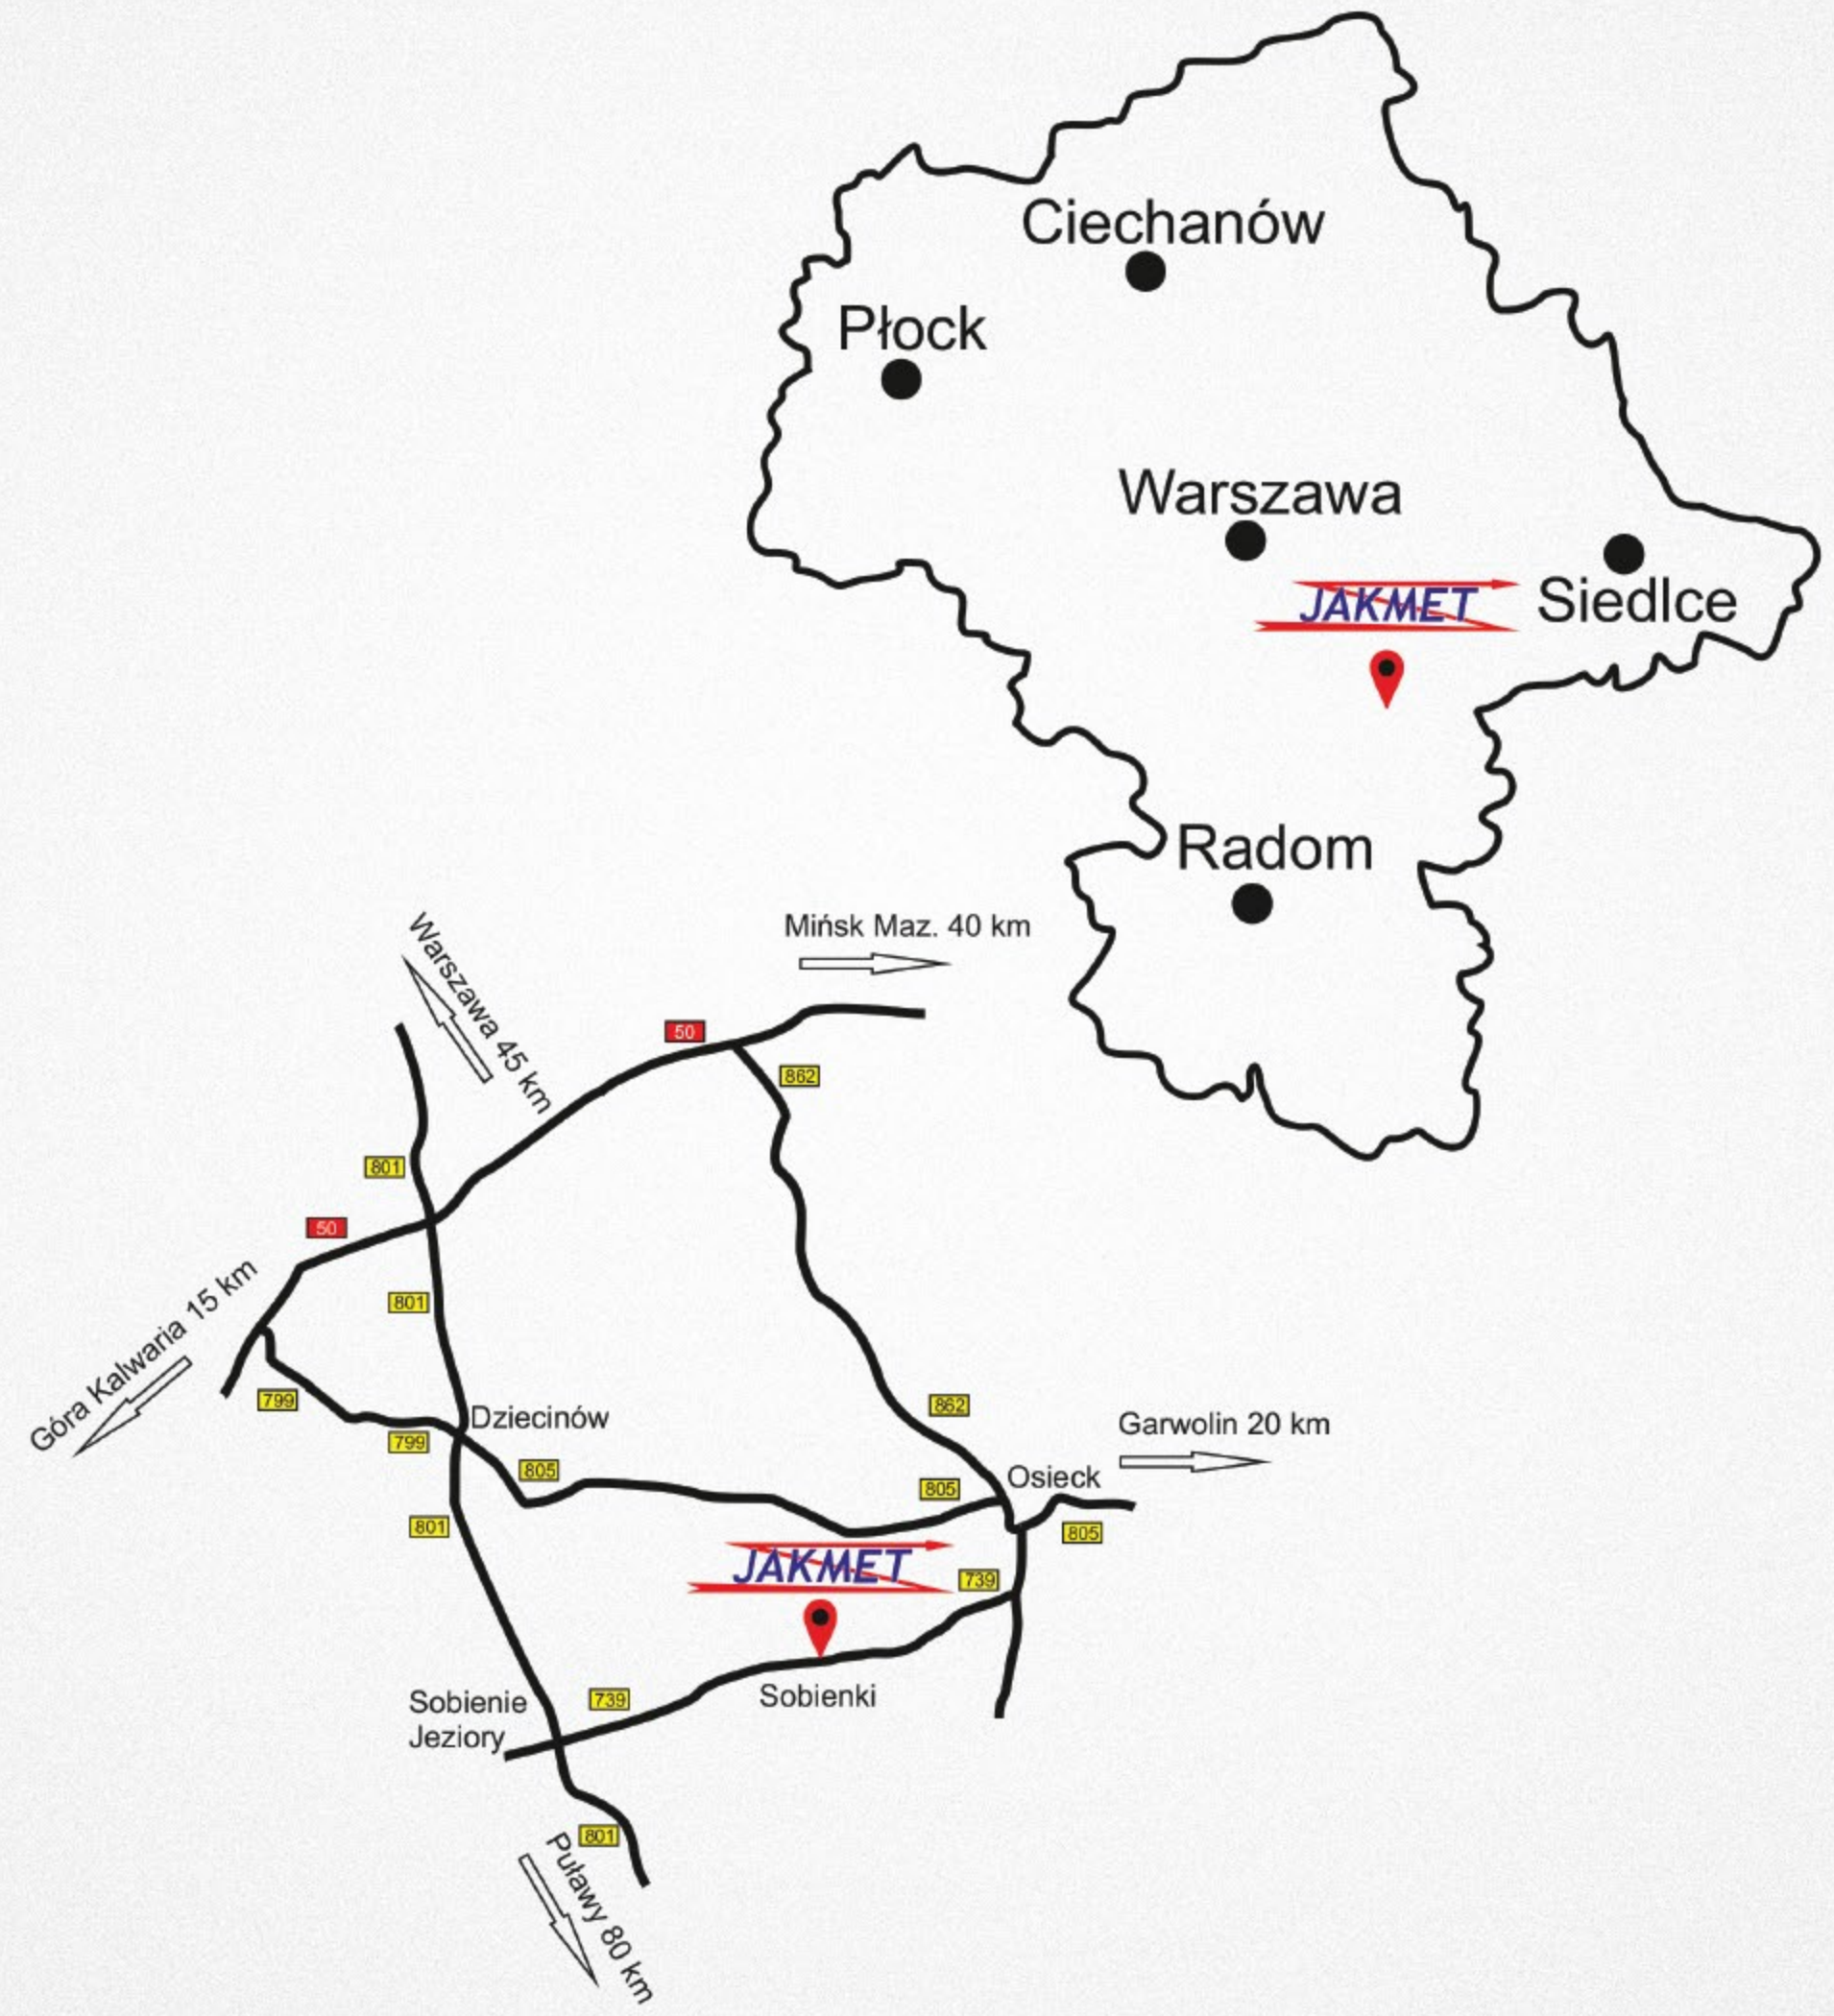 Ciechanów
Płock
Warszawa
JAKMET
Siedlce
Radom
Mińsk Maz. 40 km
Warszawa 45 km
50
862
801
50
801
Góra Kalwaria 15 km
799
Dziecinów
799
862
Garwolin 20 km
805
805
Osieck
801
805
JAKMET
739
Sobienie
Jeziory
739
Sobienki
801
Puławy 80 km